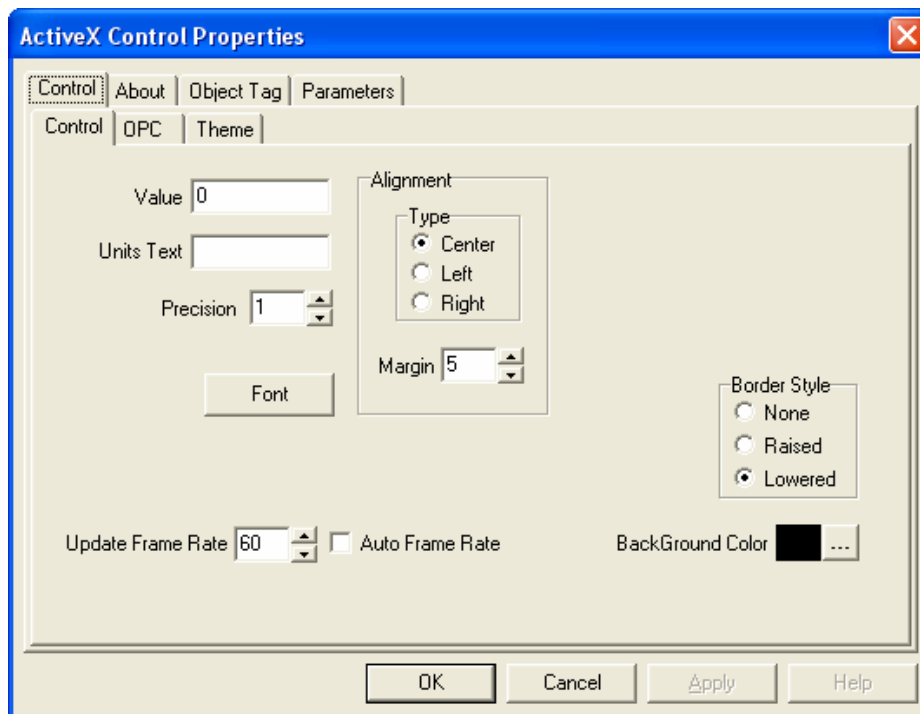 ActiveX Control Properties
Control About Object Tag Parameters
Control OPC Theme
Value 0
Units Text
Precision 1
Font
Alignment
Type
Center
Left
Right
Margin 5
Border Style
None
Raised
Lowered
Update Frame Rate 60 Auto Frame Rate
BackGround Color ...
OK Cancel Apply Help